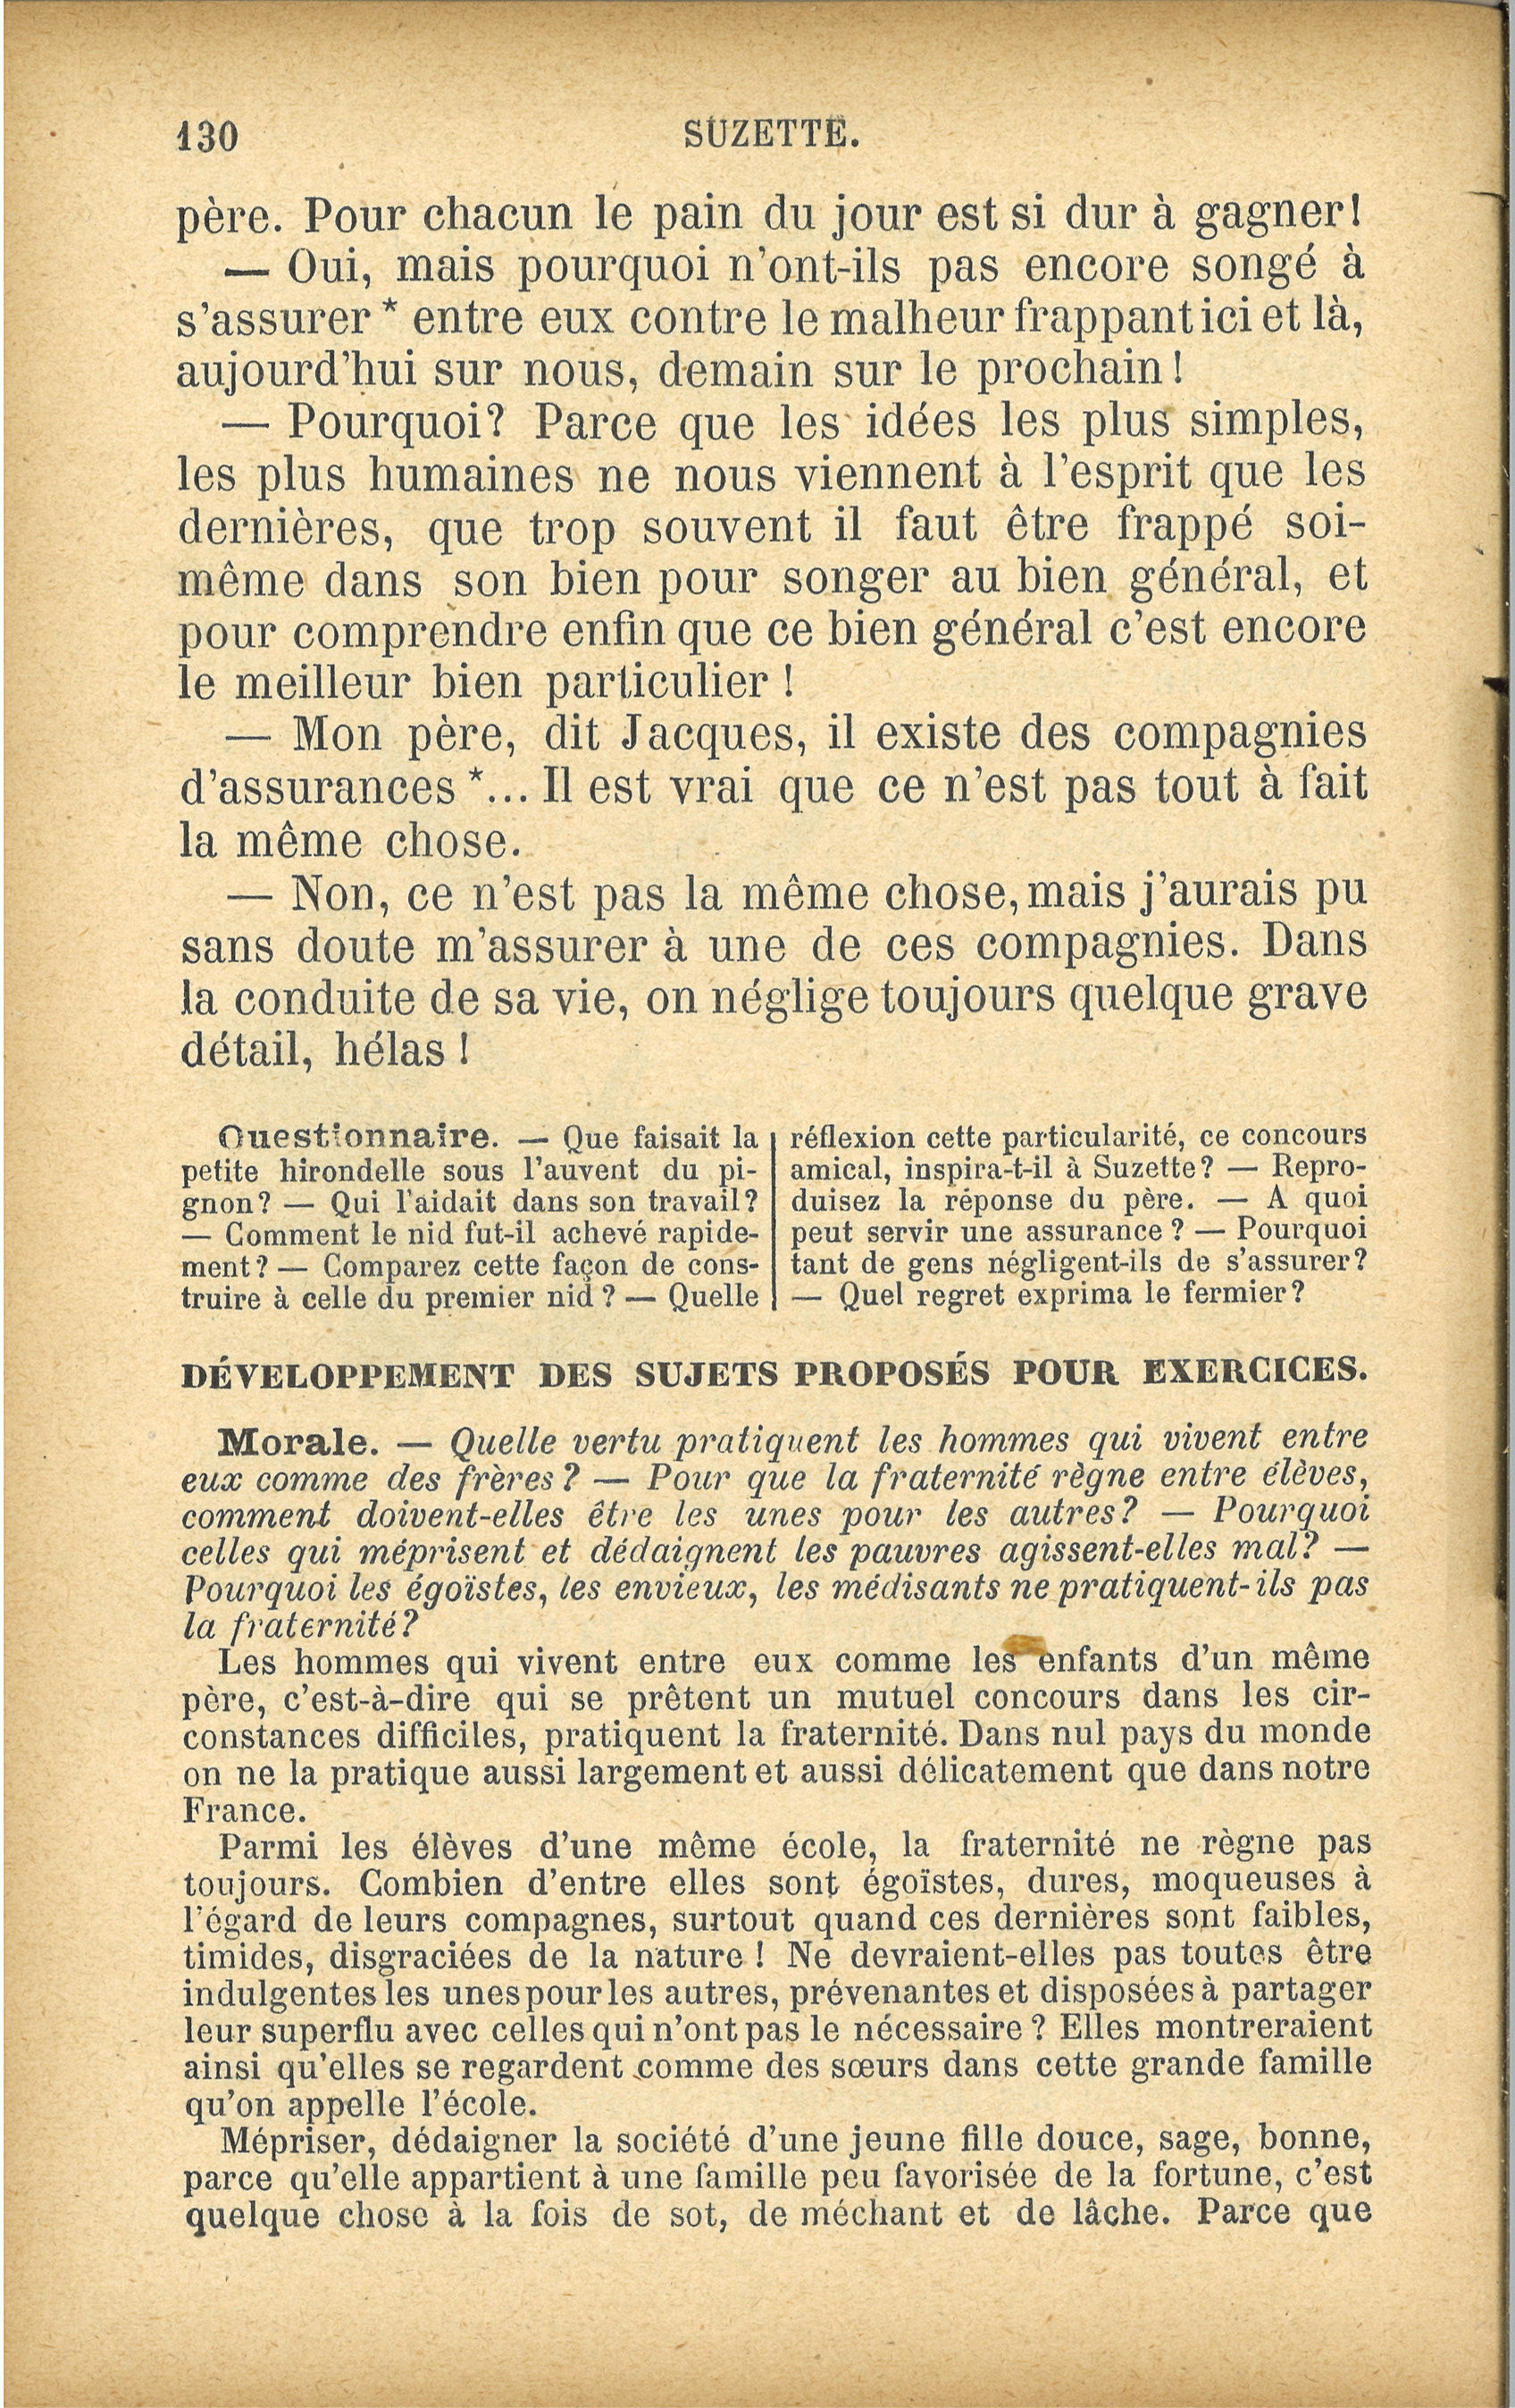 130
SUZETTE.
père. Pour chacun le pain du jour est si dur à gagner!
— Oui, mais pourquoi n'ont-ils pas encore songé à
s'assurer * entre eux contre le malheur frappant ici et là,
aujourd'hui sur nous, demain sur le prochain!
— Pourquoi? Parce que les idées les plus simples,
les plus humaines ne nous viennent à l'esprit que les
dernières, que trop souvent il faut être frappé soi-
même dans son bien pour songer au bien général, et
pour comprendre enfin que ce bien général c'est encore
le meilleur bien particulier !
— Mon père, dit Jacques, il existe des compagnies
d'assurances *... Il est vrai que ce n'est pas tout à fait
la même chose.
— Non, ce n'est pas la même chose, mais j'aurais pu
sans doute m'assurer à une de ces compagnies. Dans
la conduite de sa vie, on néglige toujours quelque grave
détail, hélas !
Questionnaire. — Que faisait la
petite hirondelle sous l'auvent du pi-
gnon? — Qui l'aidait dans son travail?
— Comment le nid fut-il achevé rapide-
ment? — Comparez cette façon de cons-
truire à celle du premier nid? — Quelle
réflexion cette particularité, ce concours
amical, inspira-t-il à Suzette? — Repro-
duisez la réponse du père. — A quoi
peut servir une assurance? — Pourquoi
tant de gens négligent-ils de s'assurer?
— Quel regret exprima le fermier?
DÉVELOPPEMENT DES SUJETS PROPOSÉS POUR EXERCICES.
Morale. — Quelle vertu pratiquent les hommes qui vivent entre
eux comme des frères? — Pour que la fraternité règne entre élèves,
comment doivent-elles être les unes pour les autres? — Pourquoi
celles qui méprisent et dédaignent les pauvres agissent-elles mal? —
Pourquoi les égoïstes, les envieux, les médisants ne pratiquent-ils pas
la fraternité?
Les hommes qui vivent entre eux comme les enfants d'un même
père, c'est-à-dire qui se prêtent un mutuel concours dans les cir-
constances difficiles, pratiquent la fraternité. Dans nul pays du monde
on ne la pratique aussi largement et aussi délicatement que dans notre
France.
Parmi les élèves d'une même école, la fraternité ne règne pas
toujours. Combien d'entre elles sont égoïstes, dures, moqueuses à
l'égard de leurs compagnes, surtout quand ces dernières sont faibles,
timides, disgraciées de la nature ! Ne devraient-elles pas toutes être
indulgentes les unes pour les autres, prévenantes et disposées à partager
leur superflu avec celles qui n'ont pas le nécessaire ? Elles montreraient
ainsi qu'elles se regardent comme des sœurs dans cette grande famille
qu'on appelle l'école.
Mépriser, dédaigner la société d'une jeune fille douce, sage, bonne,
parce qu'elle appartient à une famille peu favorisée de la fortune, c'est
quelque chose à la fois de sot, de méchant et de lâche. Parce que